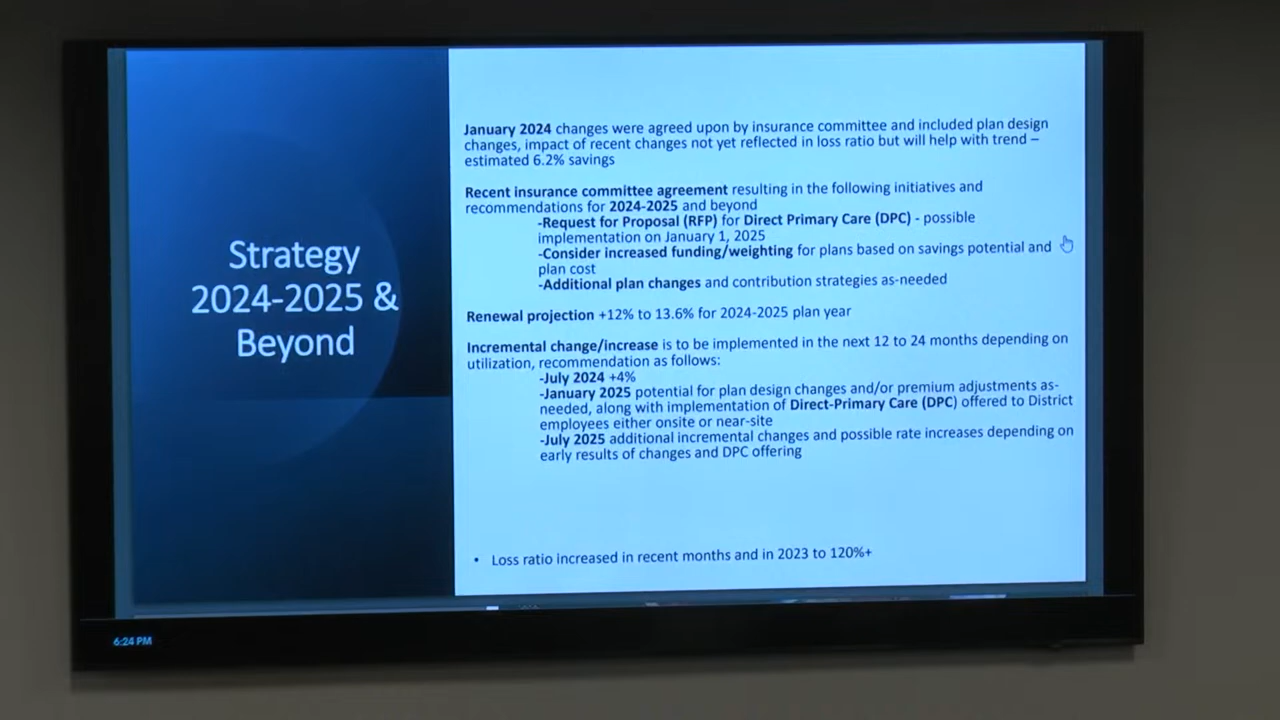 Strategy
2024-2025 &
Beyond
January 2024 changes were agreed upon by insurance committee and included plan design
changes, impact of recent changes not yet reflected in loss ratio but will help with trend –
estimated 6.2% savings
Recent insurance committee agreement resulting in the following initiatives and
recommendations for 2024-2025 and beyond
-Request for Proposal (RFP) for Direct Primary Care (DPC) - possible
implementation on January 1, 2025
-Consider increased funding/weighting for plans based on savings potential and
plan cost
-Additional plan changes and contribution strategies as-needed
Renewal projection +12% to 13.6% for 2024-2025 plan year
Incremental change/increase is to be implemented in the next 12 to 24 months depending on
utilization, recommendation as follows:
-July 2024 +4%
-January 2025 potential for plan design changes and/or premium adjustments as-
needed, along with implementation of Direct-Primary Care (DPC) offered to District
employees either onsite or near-site
-July 2025 additional incremental changes and possible rate increases depending on
early results of changes and DPC offering
• Loss ratio increased in recent months and in 2023 to 120%+
6:24 PM